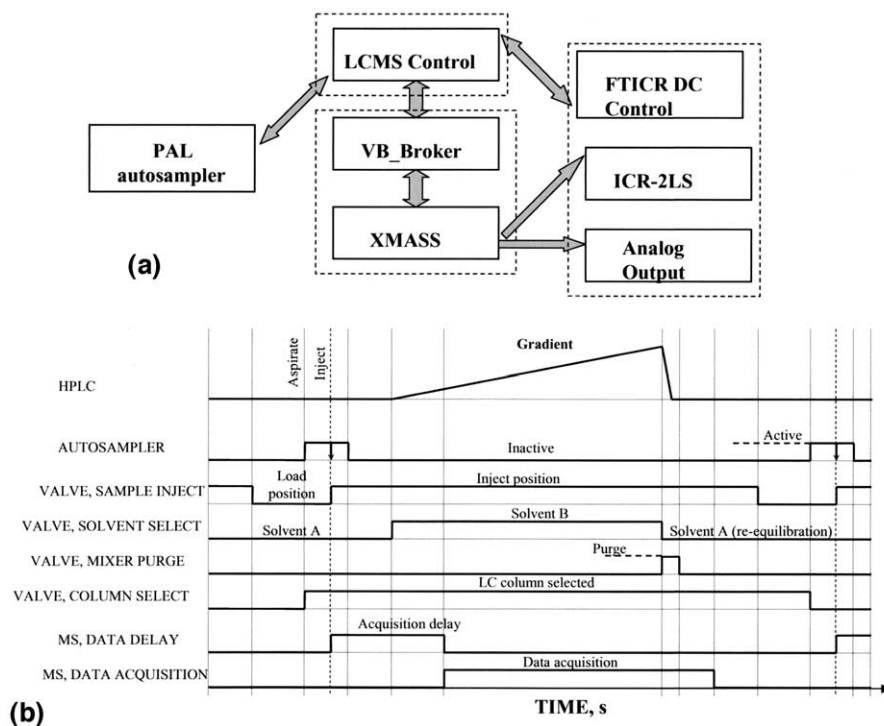 LCMS Control
FTICR DC
Control
PAL
autosampler
VB_Broker
ICR-2LS
XMASS
Analog
Output
(a)
Aspirate
Inject
Gradient
HPLC
AUTOSAMPLER
Inactive
Active
VALVE, SAMPLE INJECT
Load
position
Inject position
VALVE, SOLVENT SELECT
Solvent A
Solvent B
Solvent A (re-equilibration)
VALVE, MIXER PURGE
Purge
VALVE, COLUMN SELECT
LC column selected
MS, DATA DELAY
Acquisition delay
MS, DATA ACQUISITION
Data acquisition
(b)
TIME, s